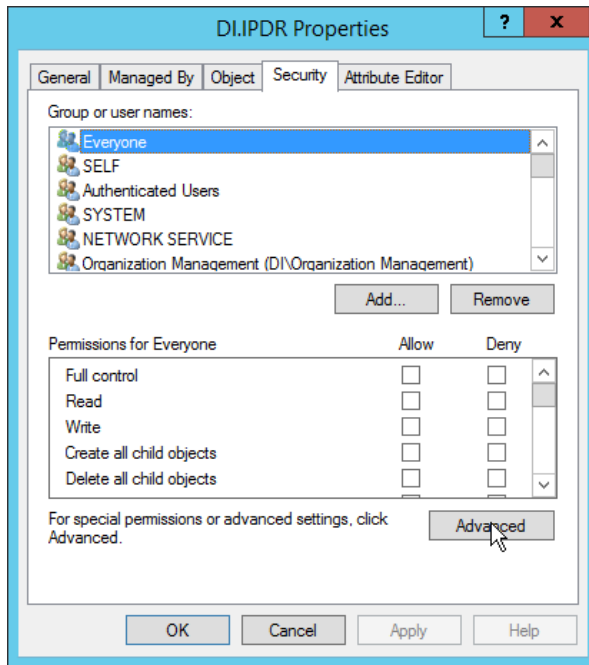 DI.IPDR Properties
? x
General Managed By Object Security Attribute Editor
Group or user names:
Everyone
SELF
Authenticated Users
SYSTEM
NETWORK SERVICE
Organization Management (DI\Organization Management)
Add... Remove
Permissions for Everyone Allow Deny
Full control
Read
Write
Create all child objects
Delete all child objects
For special permissions or advanced settings, click
Advanced.
Advanced
OK Cancel Apply Help